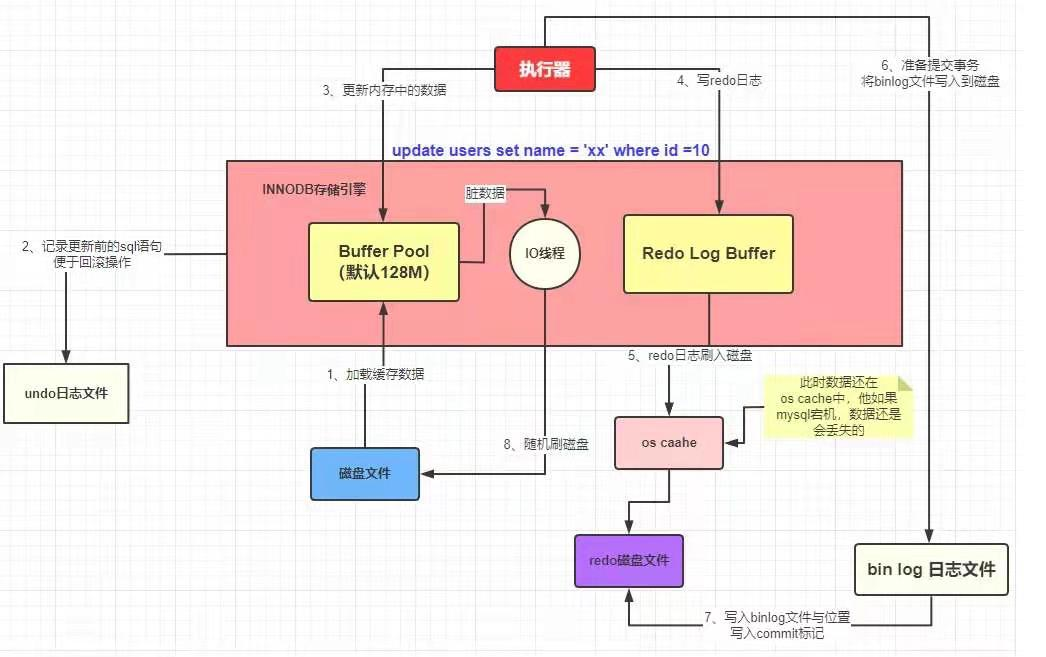 执行器
6、准备提交事务
将binlog文件写入到磁盘
3、更新内存中的数据
4、写redo日志
update users set name = 'xx' where id =10
INNODB存储引擎
脏数据
2、记录更新前的sql语句
便于回滚操作
Buffer Pool
（默认128M）
IO线程
Redo Log Buffer
5、redo日志刷入磁盘
1、加载缓存数据
undo日志文件
此时数据还在
os cache中，他如果
mysql宕机，数据还是
会丢失的
os caahe
8、随机刷磁盘
磁盘文件
redo磁盘文件
bin log 日志文件
7、写入binlog文件与位置
写入commit标记